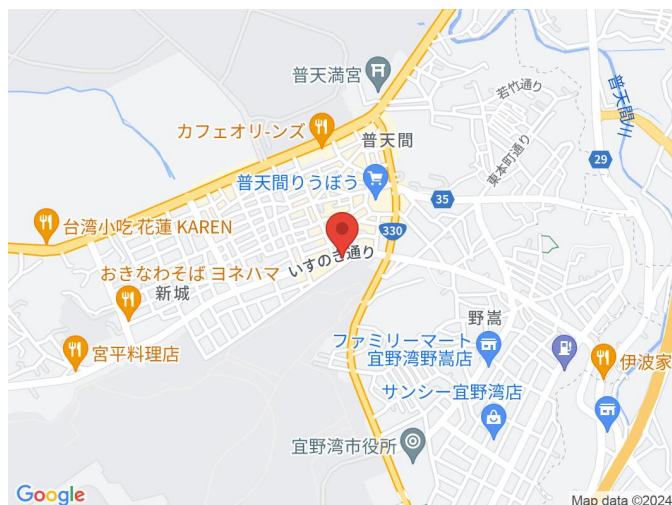 普天満宮
若竹通り
普天間川
カフェオリーンズ
普天間
29
東本町通り
普天間りうぼう
35
台湾小吃 花蓮 KAREN
330
いすのき通り
おきなわそば ヨネハマ
新城
野嵩
ファミリーマート
宜野湾野嵩店
宮平料理店
伊波家
サンシー宜野湾店
宜野湾市役所
Google
Map data ©2024